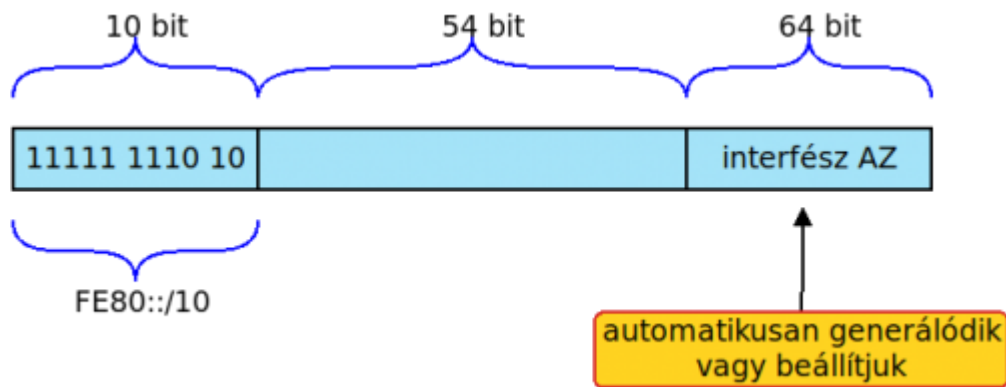 10 bit
54 bit
64 bit
11111 1110 10
interfész AZ
FE80::/10
automatikusan generálódik
vagy beállítjuk